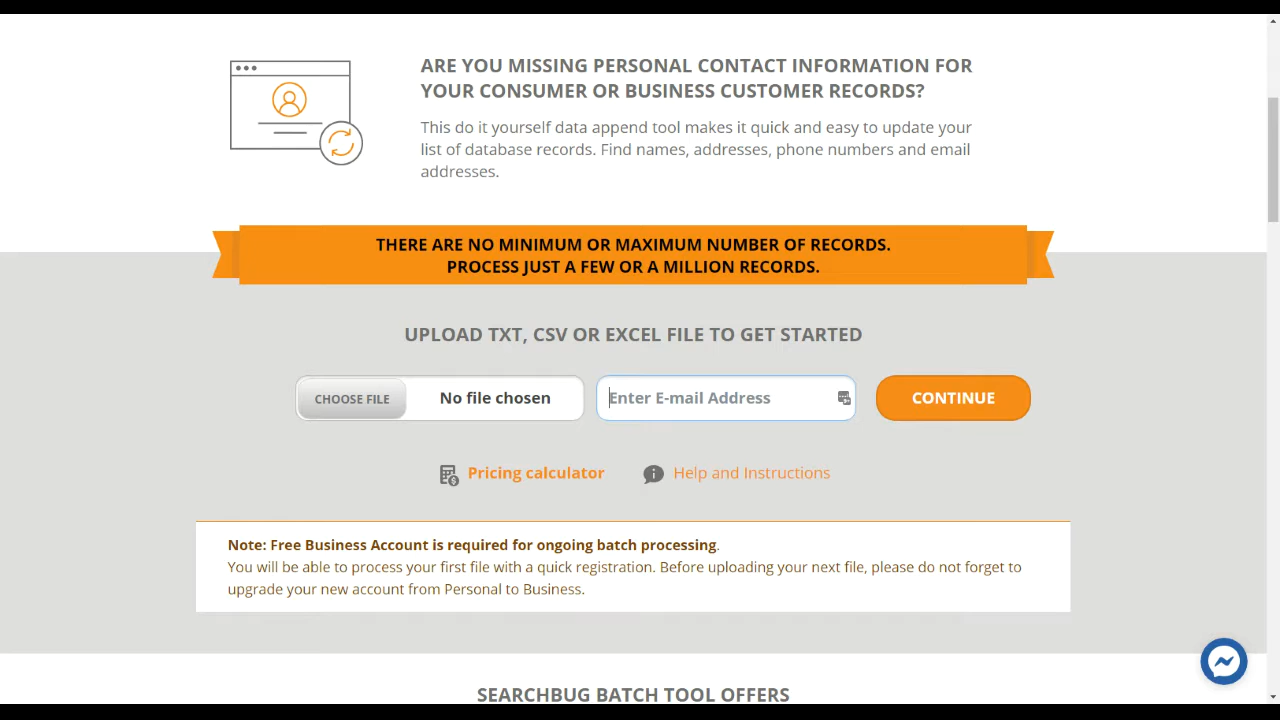 ARE YOU MISSING PERSONAL CONTACT INFORMATION FOR
YOUR CONSUMER OR BUSINESS CUSTOMER RECORDS?
This do it yourself data append tool makes it quick and easy to update your
list of database records. Find names, addresses, phone numbers and email
addresses.
THERE ARE NO MINIMUM OR MAXIMUM NUMBER OF RECORDS.
PROCESS JUST A FEW OR A MILLION RECORDS.
UPLOAD TXT, CSV OR EXCEL FILE TO GET STARTED
CHOOSE FILE No file chosen Enter E-mail Address CONTINUE
Pricing calculator Help and Instructions
Note: Free Business Account is required for ongoing batch processing.
You will be able to process your first file with a quick registration. Before uploading your next file, please do not forget to
upgrade your new account from Personal to Business.
SEARCHBUG BATCH TOOL OFFERS